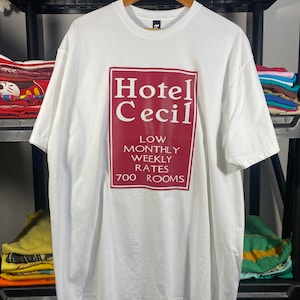 Hotel
Cecil
LOW
MONTHLY
WEEKLY
RATES
700 ROOMS